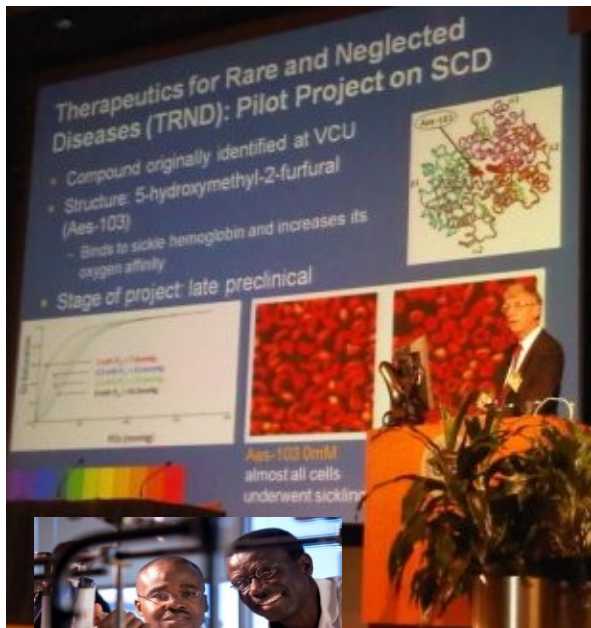 Therapeutics for Rare and Neglected
Diseases (TRND): Pilot Project on SCD
Compound originally identified at VCU
Structure: 5-hydroxymethyl-2-furfural
(Aes-103)
– Binds to sickle hemoglobin and increases its
oxygen affinity
Stage of project: late preclinical
Aes-103
Aes-103 0mM
almost all cells
underwent sickling